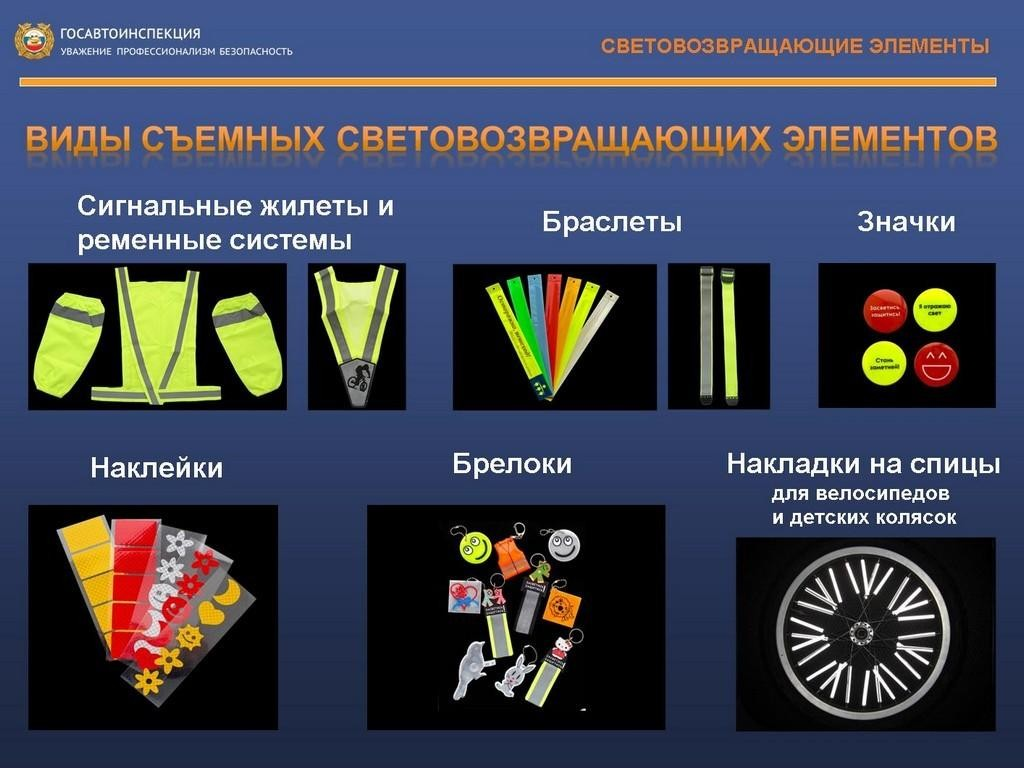 ГОСАВТОИНСПЕКЦИЯ
УВАЖЕНИЕ ПРОФЕССИОНАЛИЗМ БЕЗОПАСНОСТЬ
СВЕТОВОЗВРАЩАЮЩИЕ ЭЛЕМЕНТЫ
ВИДЫ СЪЕМНЫХ СВЕТОВОЗВРАЩАЮЩИХ ЭЛЕМЕНТОВ
Сигнальные жилеты и
ременные системы
Браслеты
Значки
Засветись
защитись!
Я отражаю
свет
Стань
заметней!
Наклейки
Брелоки
Накладки на спицы
для велосипедов
и детских колясок